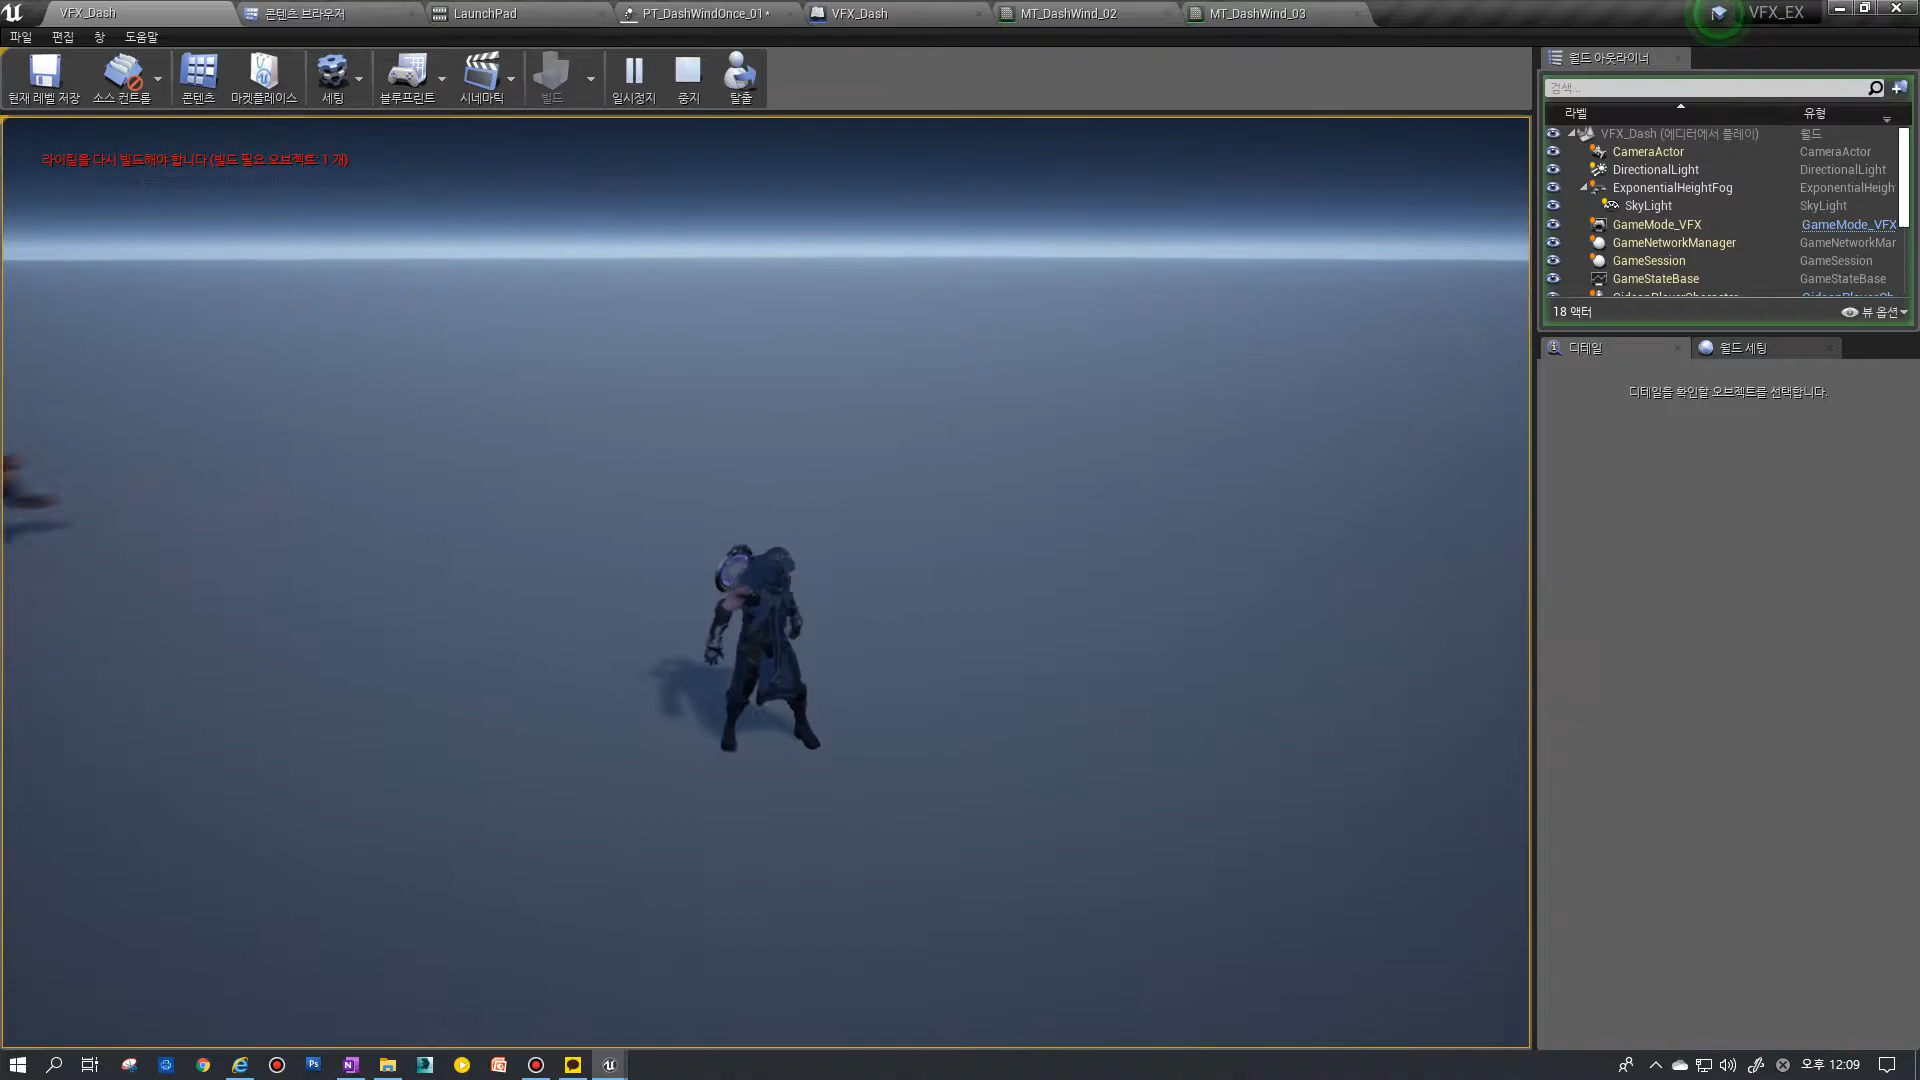 VFX_Dash
콘텐츠 브라우저
LaunchPad
PT_DashWindOnce_01*
VFX_Dash
MT_DashWind_02
MT_DashWind_03
VFX_EX
파일
편집
창
도움말
현재 레벨 저장
소스 컨트롤
콘텐츠
마켓플레이스
세팅
블루프린트
시네마틱
빌드
일시정지
중지
탈출
라이팅을 다시 빌드해야 합니다 (빌드 필요 오브젝트: 1 개)
월드 아웃라이너
검색...
라벨
유형
VFX_Dash (에디터에서 플레이)
월드
CameraActor
CameraActor
DirectionalLight
DirectionalLight
ExponentialHeightFog
ExponentialHeigh
SkyLight
SkyLight
GameMode_VFX
GameMode_VFX
GameNetworkManager
GameNetworkMar
GameSession
GameSession
GameStateBase
GameStateBase
18 액터
뷰 옵션
디테일
월드 세팅
디테일을 확인할 오브젝트를 선택합니다.
오후 12:09